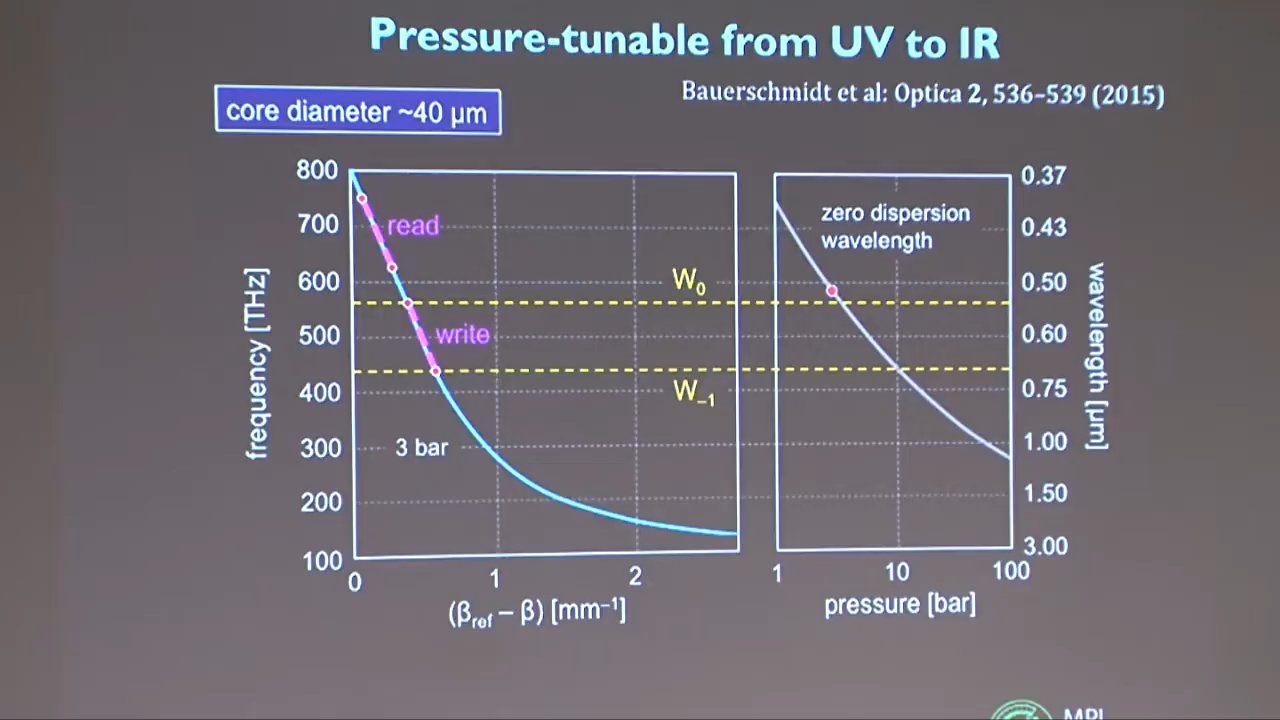 Pressure-tunable from UV to IR
Bauerschmidt et al: Optica 2, 536–539 (2015)
core diameter ~40 µm
800
700
600
500
400
300
200
100
frequency [THz]
0
1
2
(βref – β) [mm⁻¹]
read
write
3 bar
W0
W–1
zero dispersion
wavelength
1
10
100
pressure [bar]
0.37
0.43
0.50
0.60
0.75
1.00
1.50
3.00
wavelength [µm]
MPL